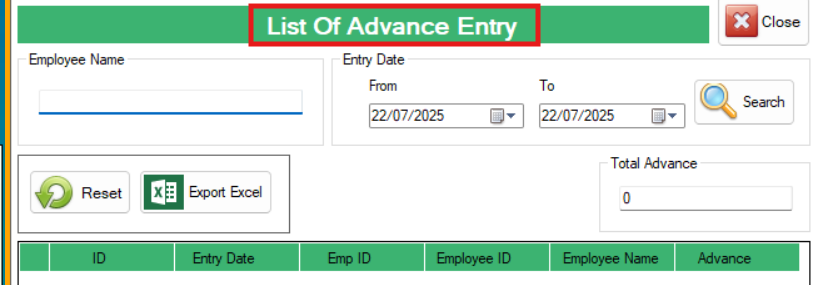 List Of Advance Entry
Close
Employee Name
Entry Date
From
To
22/07/2025
22/07/2025
Search
Reset
Export Excel
Total Advance
0
ID Entry Date Emp ID Employee ID Employee Name Advance